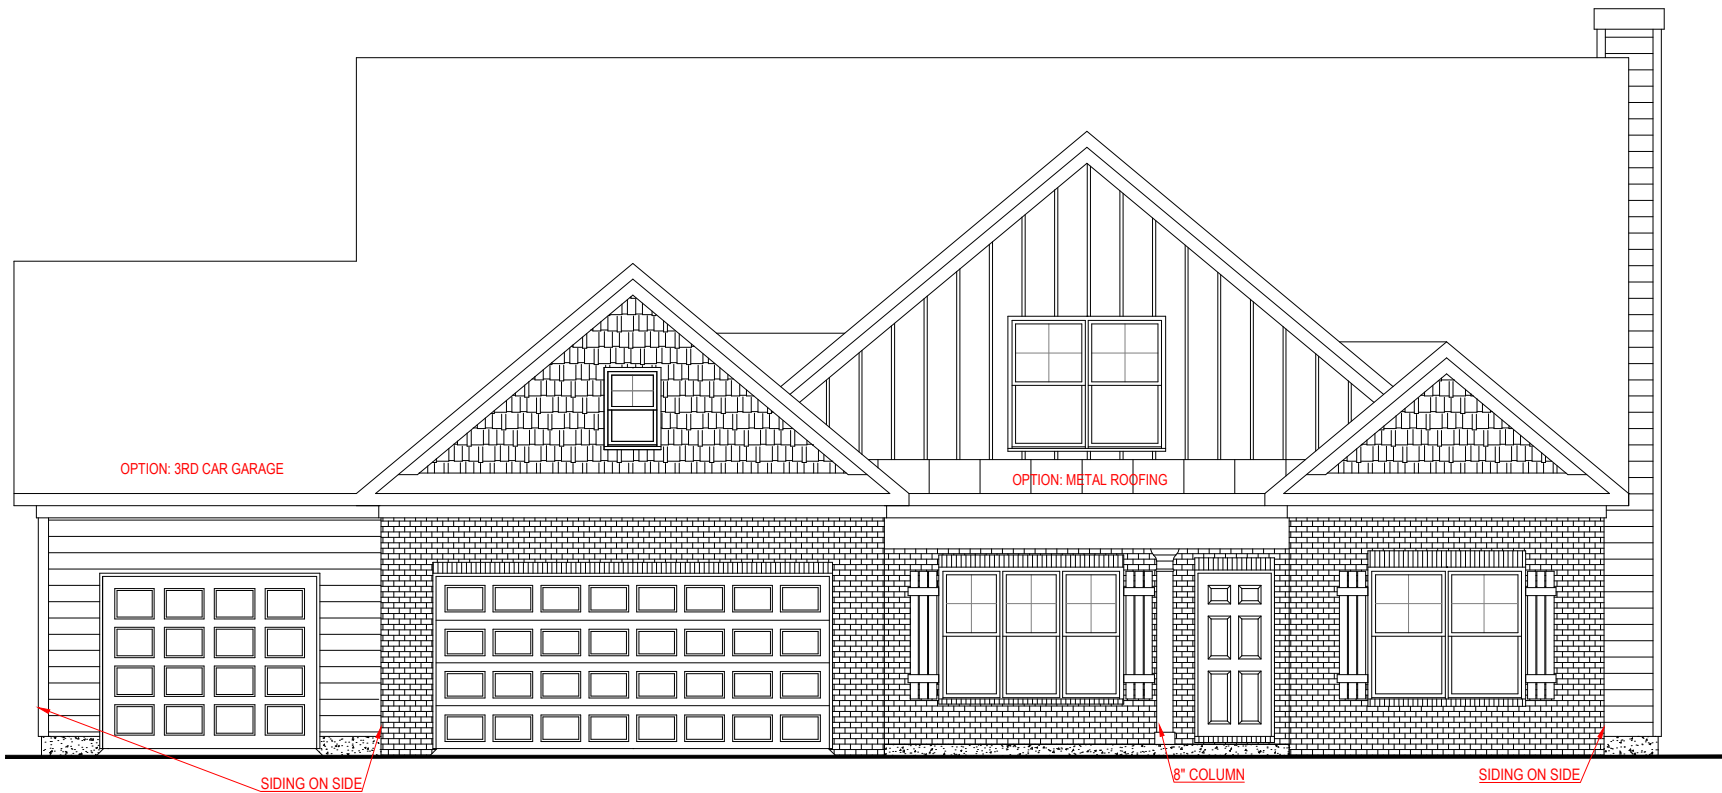 OPTION: 3RD CAR GARAGE
OPTION: METAL ROOFING
SIDING ON SIDE
8" COLUMN
SIDING ON SIDE